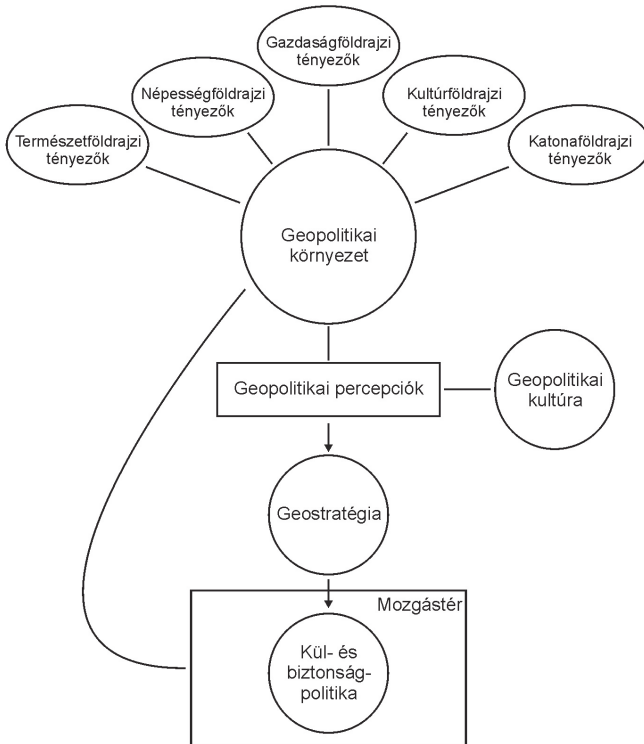 Gazdaságföldrajzi
tényezők
Népességföldrajzi
tényezők
Kultúrföldrajzi
tényezők
Természetföldrajzi
tényezők
Katonaföldrajzi
tényezők
Geopolitikai
környezet
Geopolitikai percepciók
Geopolitikai
kultúra
Geostratégia
Mozgástér
Kül- és
biztonság-
politika